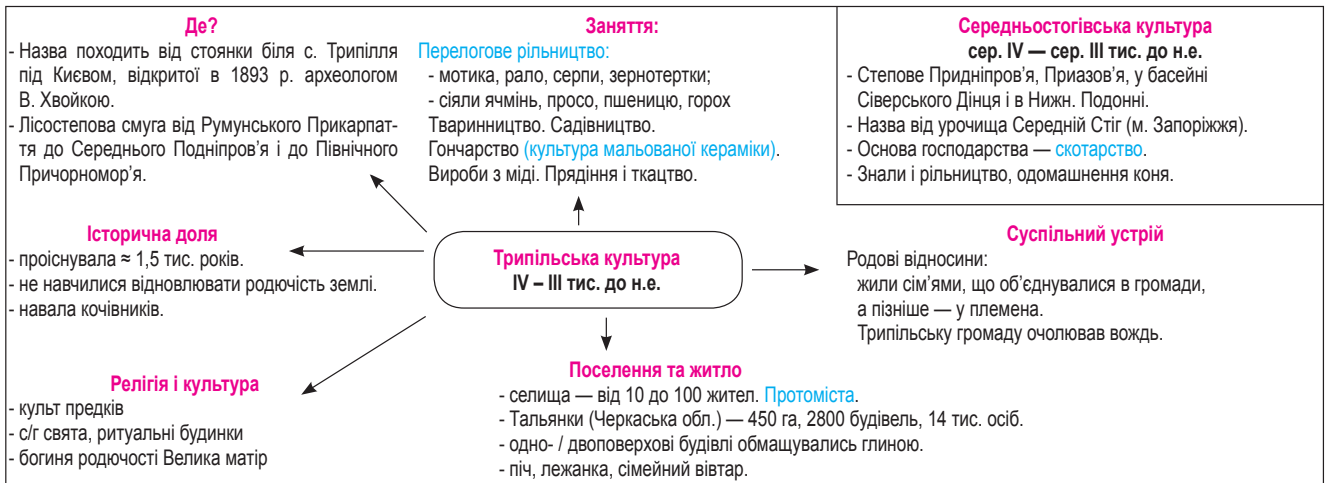 Де?
- Назва походить від стоянки біля с. Трипілля
під Києвом, відкритої в 1893 р. археологом
В. Хвойкою.
- Лісостепова смуга від Румунського Прикарпат-
тя до Середнього Подніпров’я і до Північного
Причорномор’я.
Заняття:
Перелогове рільництво:
- мотика, рало, серпи, зернотертки;
- сіяли ячмінь, просо, пшеницю, горох
Тваринництво. Садівництво.
Гончарство (культура мальованої кераміки).
Вироби з міді. Прядіння і ткацтво.
Середньостогівська культура
сер. IV — сер. III тис. до н.е.
- Степове Придніпров’я, Приазов’я, у басейні
Сіверського Дінця і в Нижн. Подонні.
- Назва від урочища Середній Стіг (м. Запоріжжя).
- Основа господарства — скотарство.
- Знали і рільництво, одомашнення коня.
Історична доля
- проіснувала ≈ 1,5 тис. років.
- не навчилися відновлювати родючість землі.
- навала кочівників.
Трипільська культура
IV – III тис. до н.е.
Суспільний устрій
Родові відносини:
жили сім’ями, що об’єднувалися в громади,
а пізніше — у племена.
Трипільську громаду очолював вождь.
Релігія і культура
- культ предків
- с/г свята, ритуальні будинки
- богиня родючості Велика матір
Поселення та житло
- селища — від 10 до 100 жител. Протоміста.
- Тальянки (Черкаська обл.) — 450 га, 2800 будівель, 14 тис. осіб.
- одно- / двоповерхові будівлі обмащувались глиною.
- піч, лежанка, сімейний вівтар.